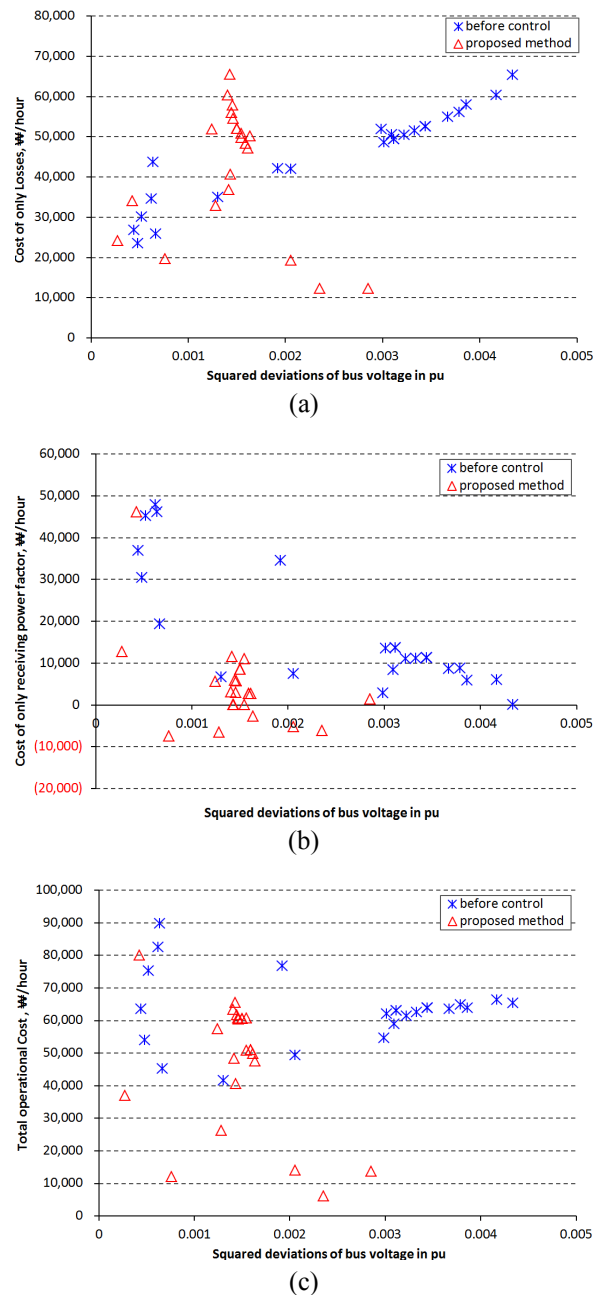 80,000
70,000
60,000
50,000
40,000
30,000
20,000
10,000
0
Cost of only Losses, ₩/hour
before control
proposed method
0 0.001 0.002 0.003 0.004 0.005
Squared deviations of bus voltage in pu
(a)
60,000
50,000
40,000
30,000
20,000
10,000
0
(10,000)
(20,000)
Cost of only receiving power factor, ₩/hour
before control
proposed method
0 0.001 0.002 0.003 0.004 0.005
Squared deviations of bus voltage in pu
(b)
100,000
90,000
80,000
70,000
60,000
50,000
40,000
30,000
20,000
10,000
0
Total operational Cost , ₩/hour
before control
proposed method
0 0.001 0.002 0.003 0.004 0.005
Squared deviations of bus voltage in pu
(c)